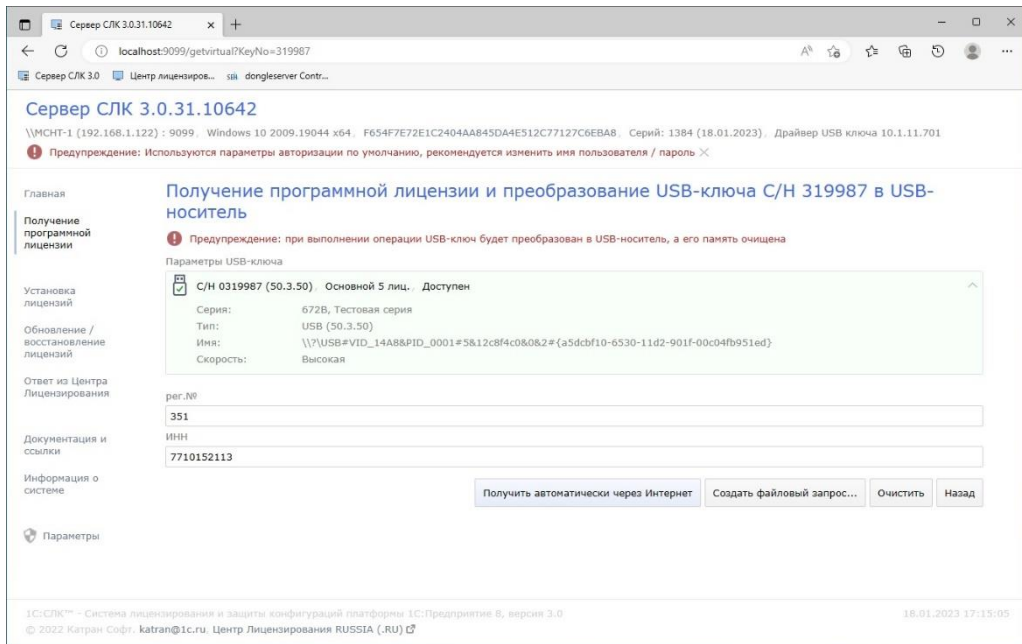 Сервер СЛК 3.0.31.10642
localhost:9099/getvirtual?KeyNo=319987
Сервер СЛК 3.0
Центр лицензиров...
dongleserver Contr...
Сервер СЛК 3.0.31.10642
\\MCHT-1 (192.168.1.122) : 9099, Windows 10 2009.19044 x64, F654F7E72E1C2404AA845DA4E512C77127C6EBA8, Серий: 1384 (18.01.2023), Драйвер USB ключа 10.1.11.701
Предупреждение: Используются параметры авторизации по умолчанию, рекомендуется изменить имя пользователя / пароль
Главная
Получение
программной
лицензии
Установка
лицензий
Обновление /
восстановление
лицензий
Ответ из Центра
Лицензирования
Документация и
ссылки
Информация о
системе
Параметры
Получение программной лицензии и преобразование USB-ключа С/Н 319987 в USB-
носитель
Предупреждение: при выполнении операции USB-ключ будет преобразован в USB-носитель, а его память очищена
Параметры USB-ключа
С/Н 0319987 (50.3.50), Основной 5 лиц., Доступен
Серия: 672B, Тестовая серия
Тип: USB (50.3.50)
Имя: \\?\USB#VID_14A8&PID_0001#5&12c8f4c0&0&2#{a5dcbf10-6530-11d2-901f-00c04fb951ed}
Скорость: Высокая
рег.№
351
ИНН
7710152113
Получить автоматически через Интернет
Создать файловый запрос...
Очистить
Назад
1С:СЛК™ - Система лицензирования и защиты конфигураций платформы 1С:Предприятие 8, версия 3.0
18.01.2023 17:15:05
© 2022 Катран Софт, katran@1c.ru, Центр Лицензирования RUSSIA (.RU)